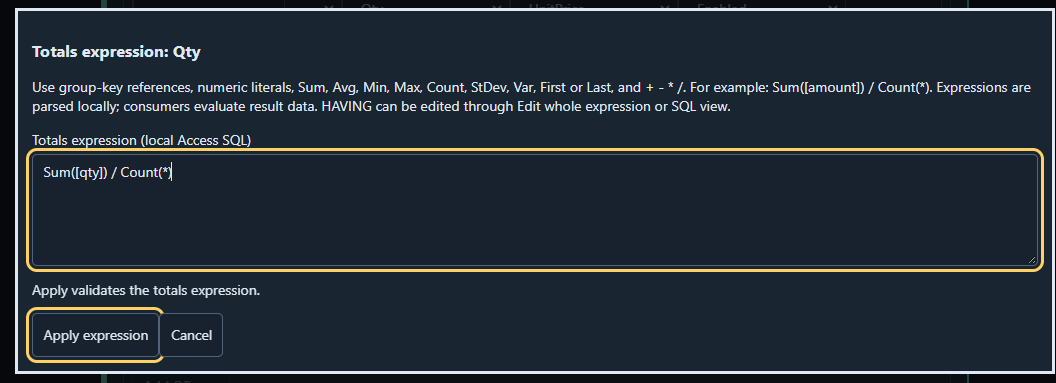 Qty UnitPrice Enabled
Totals expression: Qty
Use group-key references, numeric literals, Sum, Avg, Min, Max, Count, StDev, Var, First or Last, and + - * /. For example: Sum([amount]) / Count(*). Expressions are
parsed locally; consumers evaluate result data. HAVING can be edited through Edit whole expression or SQL view.
Totals expression (local Access SQL)
Sum([qty]) / Count(*)
Apply validates the totals expression.
Apply expression Cancel